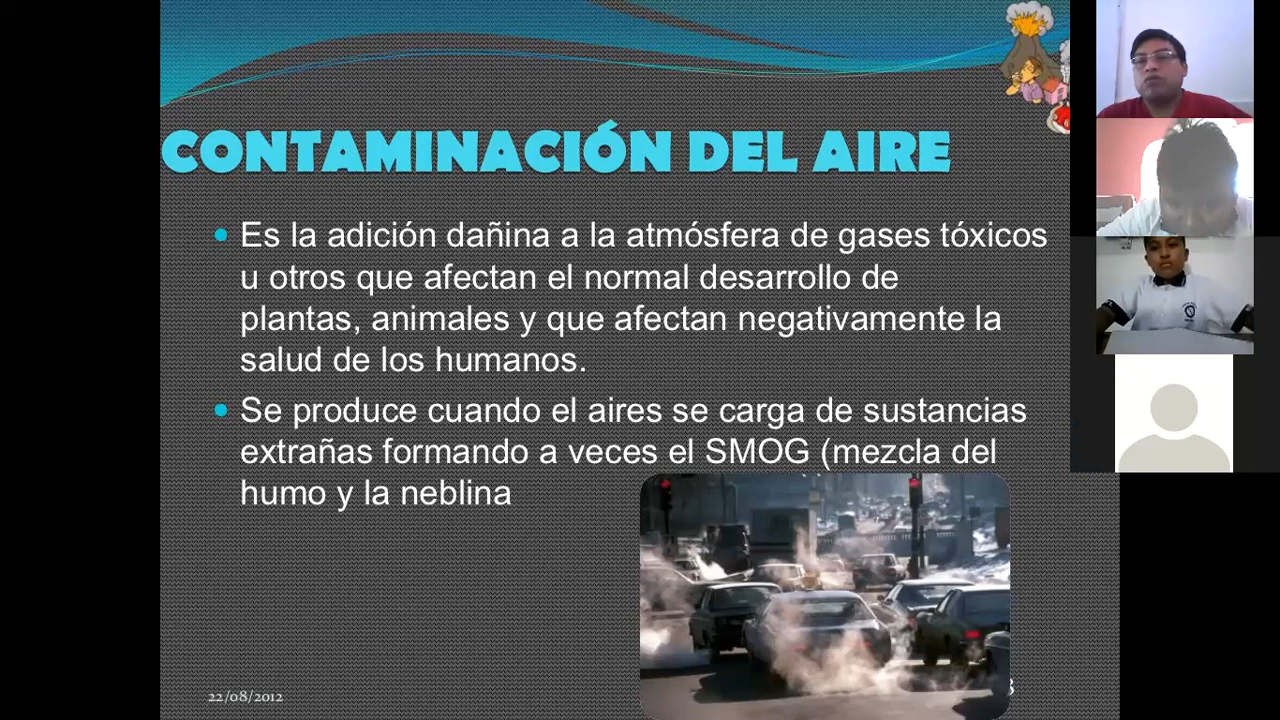 CONTAMINACIÓN DEL AIRE
Es la adición dañina a la atmósfera de gases tóxicos
u otros que afectan el normal desarrollo de
plantas, animales y que afectan negativamente la
salud de los humanos.
Se produce cuando el aires se carga de sustancias
extrañas formando a veces el SMOG (mezcla del
humo y la neblina
22/08/2012